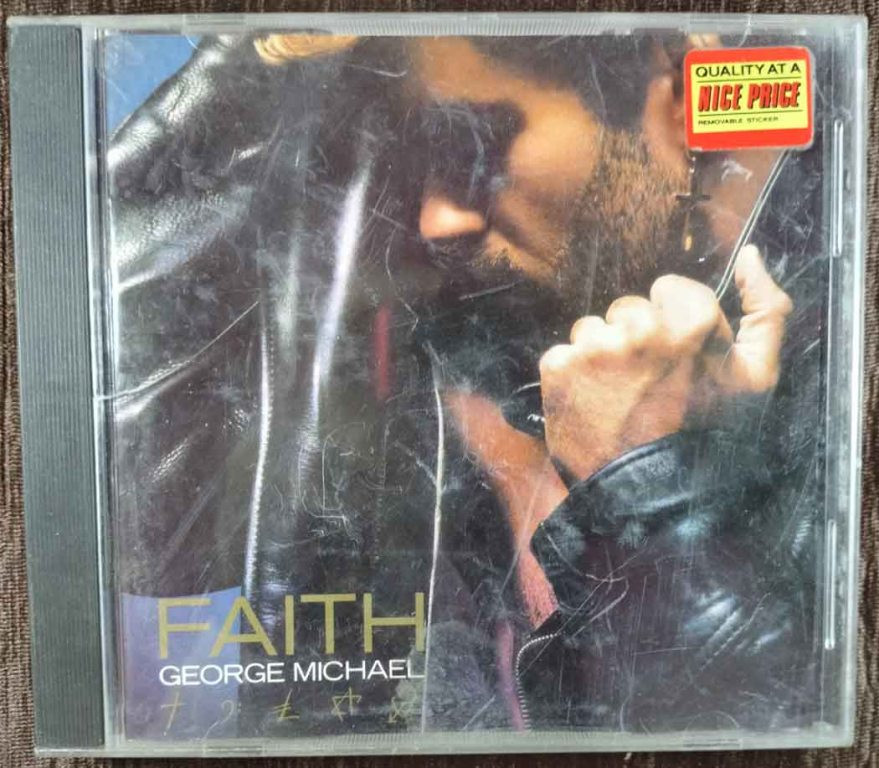 QUALITY AT A
NICE PRICE
REMOVABLE STICKER
FAITH
GEORGE MICHAEL